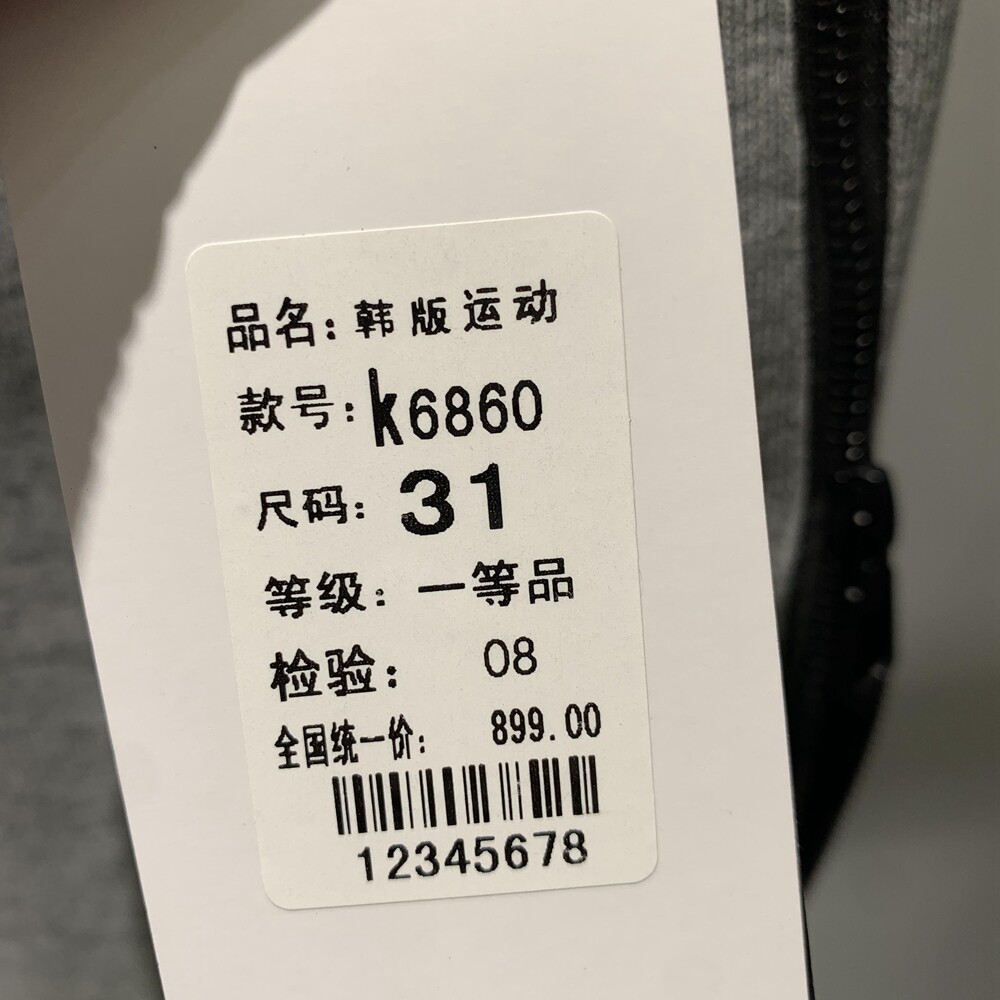 品名：韩版运动
款号：k6860
尺码：31
等级：一等品
检验：08
全国统一价：899.00
12345678